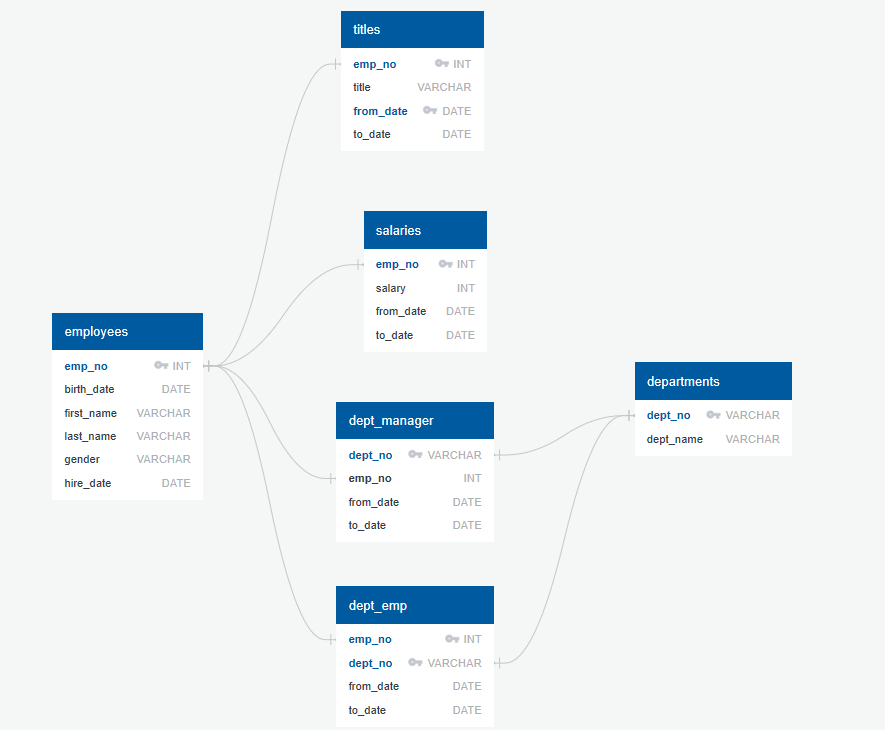 titles
emp_no INT
title VARCHAR
from_date DATE
to_date DATE
salaries
emp_no INT
salary INT
from_date DATE
to_date DATE
employees
emp_no INT
birth_date DATE
first_name VARCHAR
last_name VARCHAR
gender VARCHAR
hire_date DATE
dept_manager
dept_no VARCHAR
emp_no INT
from_date DATE
to_date DATE
departments
dept_no VARCHAR
dept_name VARCHAR
dept_emp
emp_no INT
dept_no VARCHAR
from_date DATE
to_date DATE